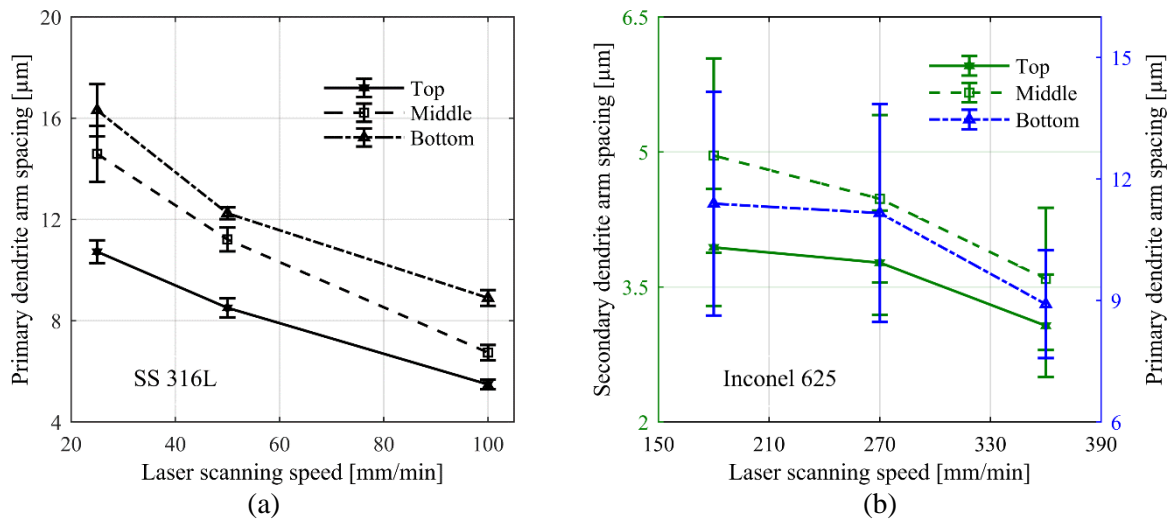 20
16
12
8
4
Primary dendrite arm spacing [μm]
Top
Middle
Bottom
SS 316L
20 40 60 80 100
Laser scanning speed [mm/min]
(a)
6.5
5
3.5
2
Secondary dendrite arm spacing [μm]
Top
Middle
Bottom
Inconel 625
15
12
9
6
Primary dendrite arm spacing [μm]
150 210 270 330 390
Laser scanning speed [mm/min]
(b)